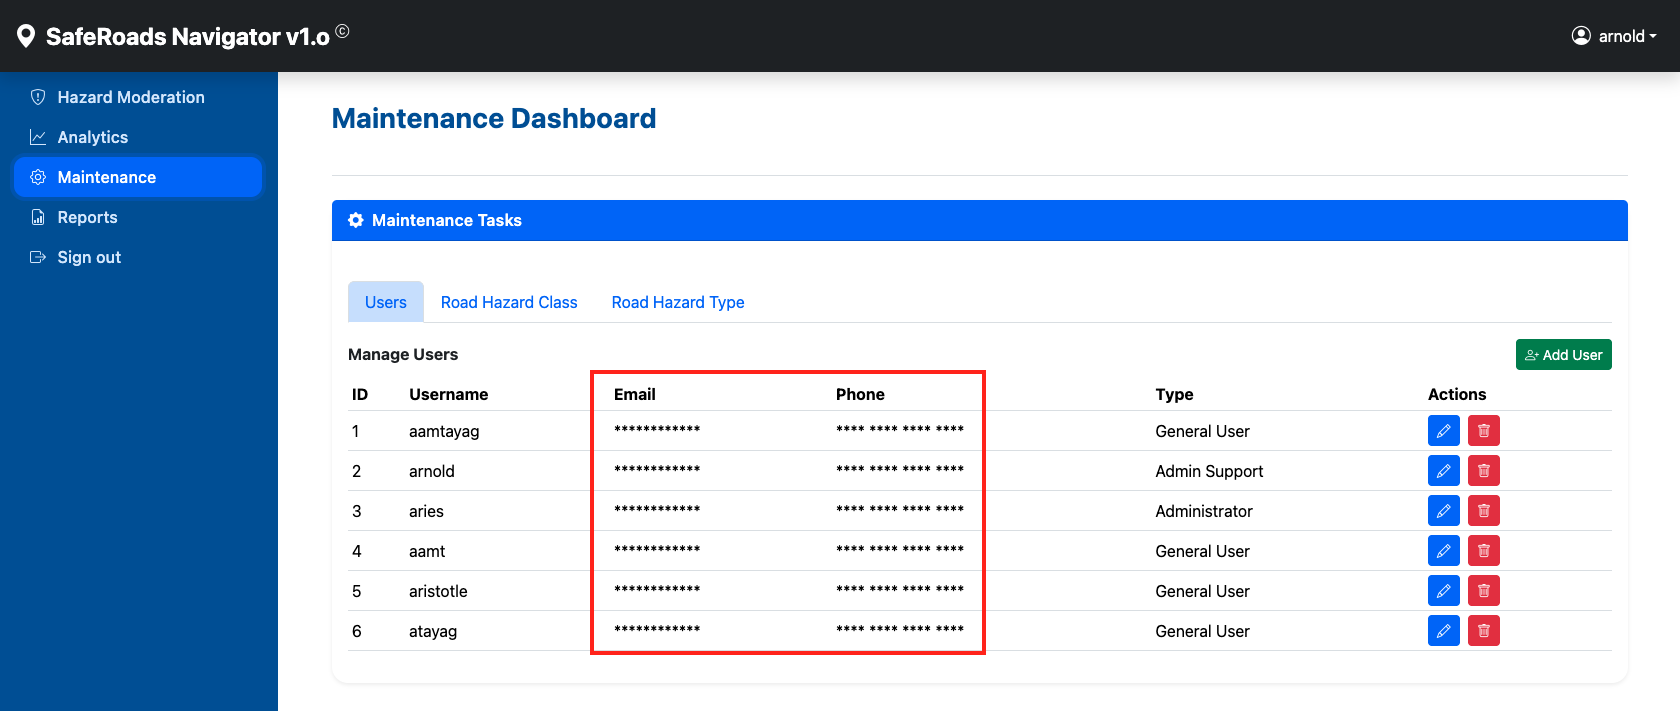 SafeRoads Navigator v1.o ©
arnold
Hazard Moderation
Analytics
Maintenance
Reports
Sign out
Maintenance Dashboard
Maintenance Tasks
Users Road Hazard Class Road Hazard Type
Manage Users
Add User
ID Username Email Phone Type Actions
1 aamtayag ************ **** **** **** **** General User
2 arnold ************ **** **** **** **** Admin Support
3 aries ************ **** **** **** **** Administrator
4 aamt ************ **** **** **** **** General User
5 aristotle ************ **** **** **** **** General User
6 atayag ************ **** **** **** **** General User